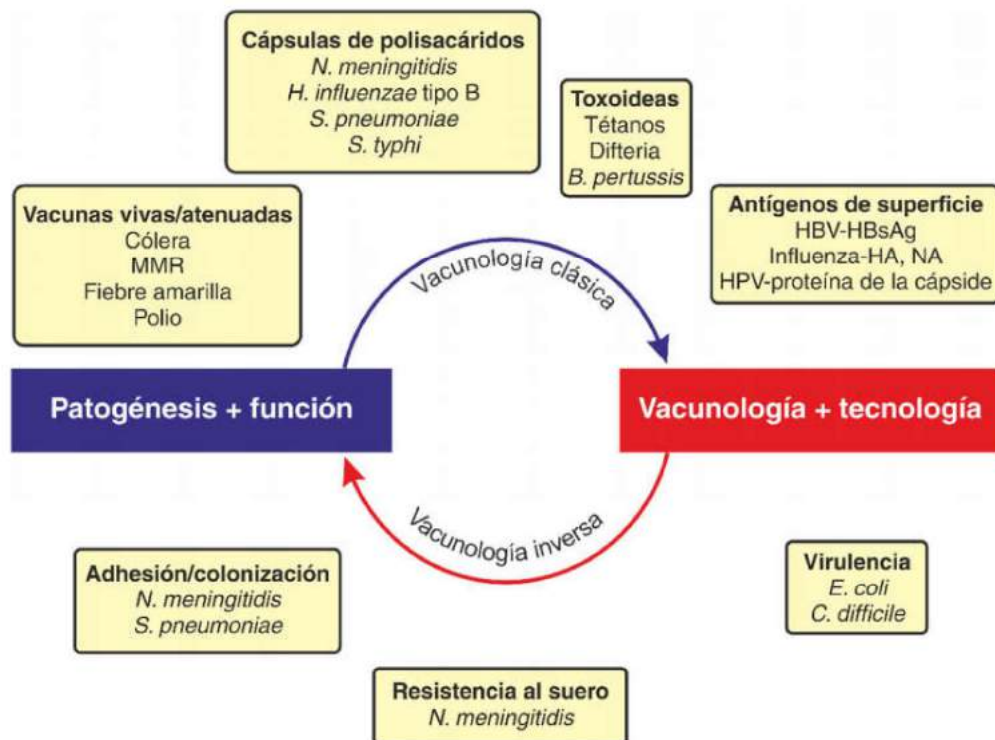 Cápsulas de polisacáridos
N. meningitidis
H. influenzae tipo B
S. pneumoniae
S. typhi
Toxoideas
Tétanos
Difteria
B. pertussis
Vacunas vivas/atenuadas
Cólera
MMR
Fiebre amarilla
Polio
Antígenos de superficie
HBV-HBsAg
Influenza-HA, NA
HPV-proteína de la cápside
Vacunología clásica
Patogénesis + función
Vacunología + tecnología
Vacunología inversa
Adhesión/colonización
N. meningitidis
S. pneumoniae
Virulencia
E. coli
C. difficile
Resistencia al suero
N. meningitidis